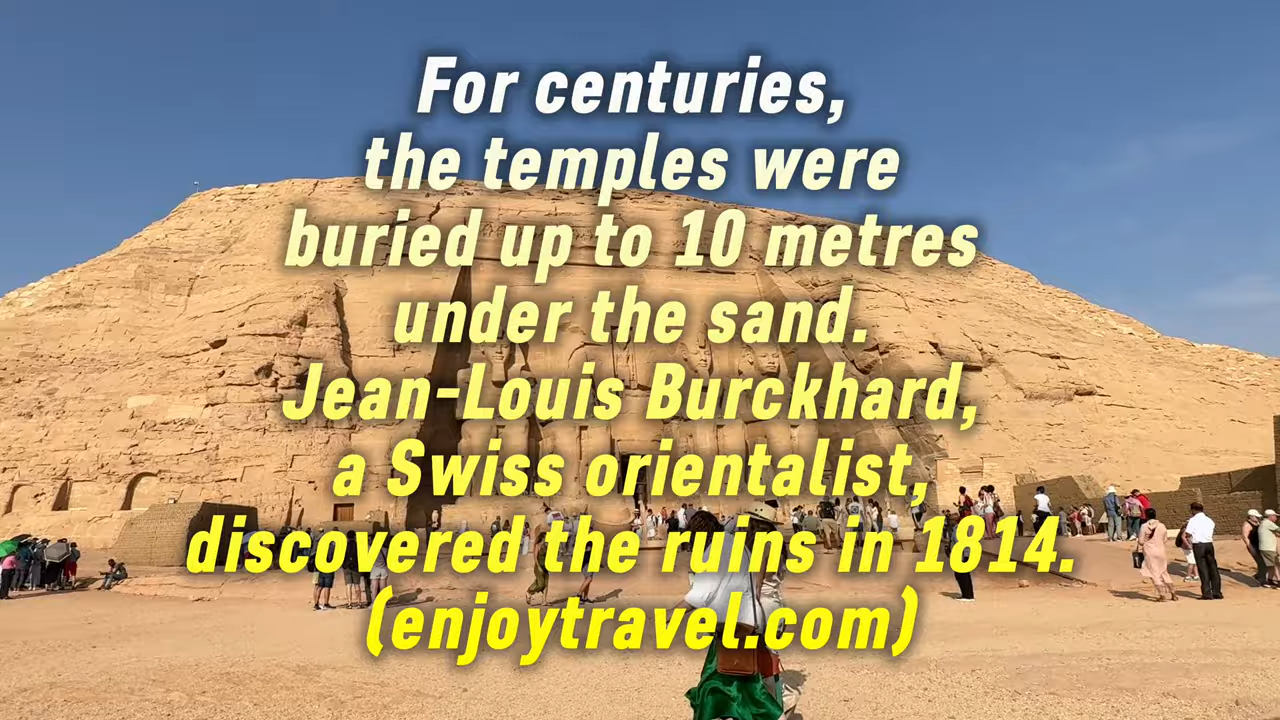 For centuries,
the temples were
buried up to 10 metres
under the sand.
Jean-Louis Burckhard,
a Swiss orientalist,
discovered the ruins in 1814.
(enjoytravel.com)